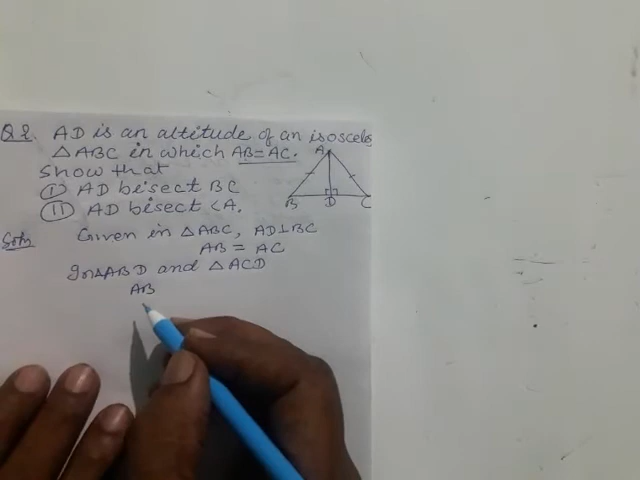 Q2. AD is an altitude of an isosceles
△ABC in which AB=AC.
Show that
(I) AD bisect BC
(II) AD bisect <A.
A
B D C
Soln Given in △ABC, AD⊥BC
AB = AC
In △ABD and △ACD
AB